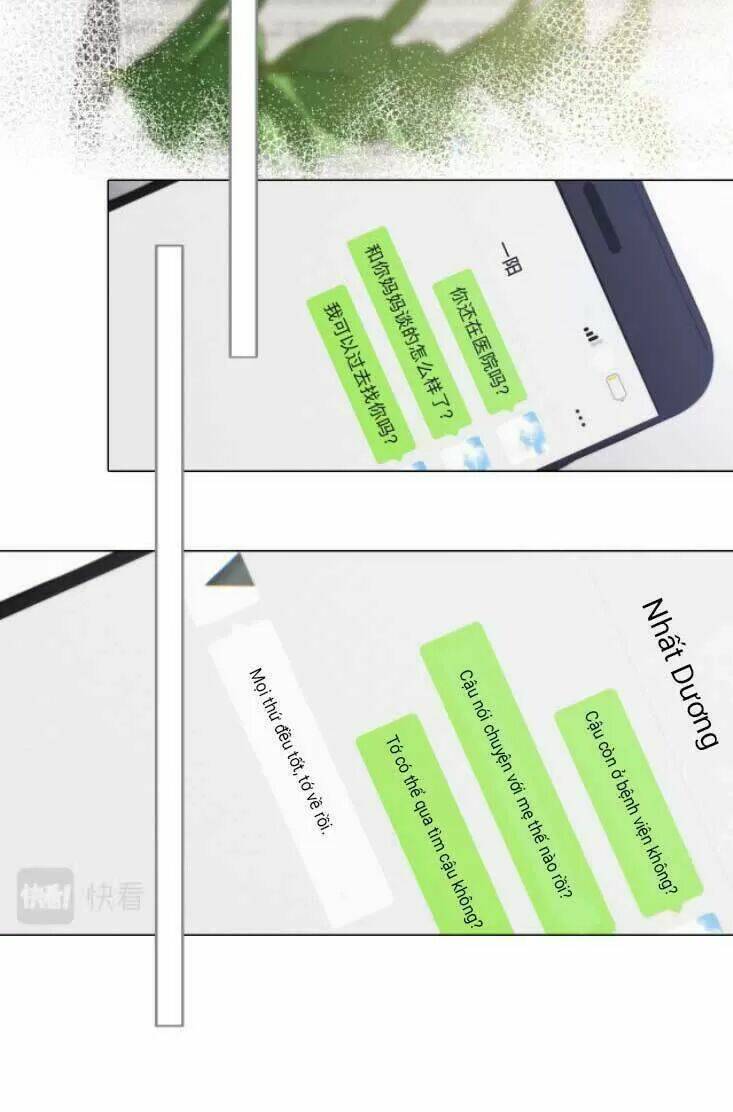 一阳
你还在医院吗?
和你妈妈谈的怎么样了?
我可以过去找你吗?
Nhất Dương
Cậu còn ở bệnh viện không?
Cậu nói chuyện với mẹ thế nào rồi?
Tớ có thể qua tìm cậu không?
Mọi thứ đều tốt, tớ về rồi.
快看!
快看